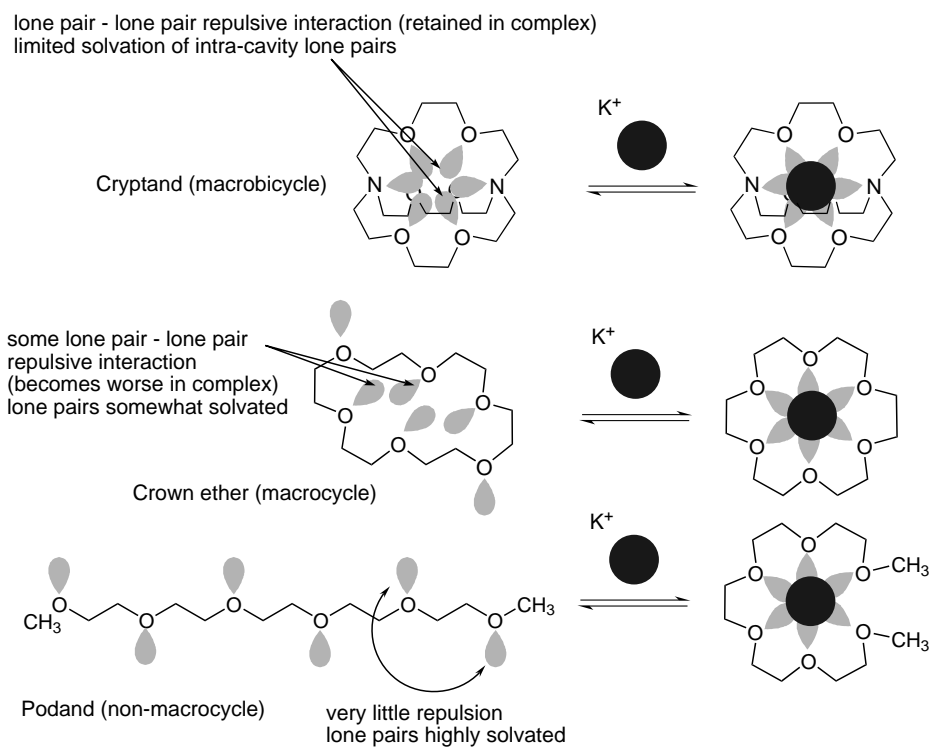 lone pair - lone pair repulsive interaction (retained in complex)
limited solvation of intra-cavity lone pairs
K+
O O O O
Cryptand (macrobicycle)
N N N N
O O O O
some lone pair - lone pair
repulsive interaction
(becomes worse in complex)
lone pairs somewhat solvated
K+
O O O
O O O O
O O O O
O O
Crown ether (macrocycle)
K+
O
O O O O O CH3
CH3 O O O CH3
O O O CH3
O
Podand (non-macrocycle)
very little repulsion
lone pairs highly solvated